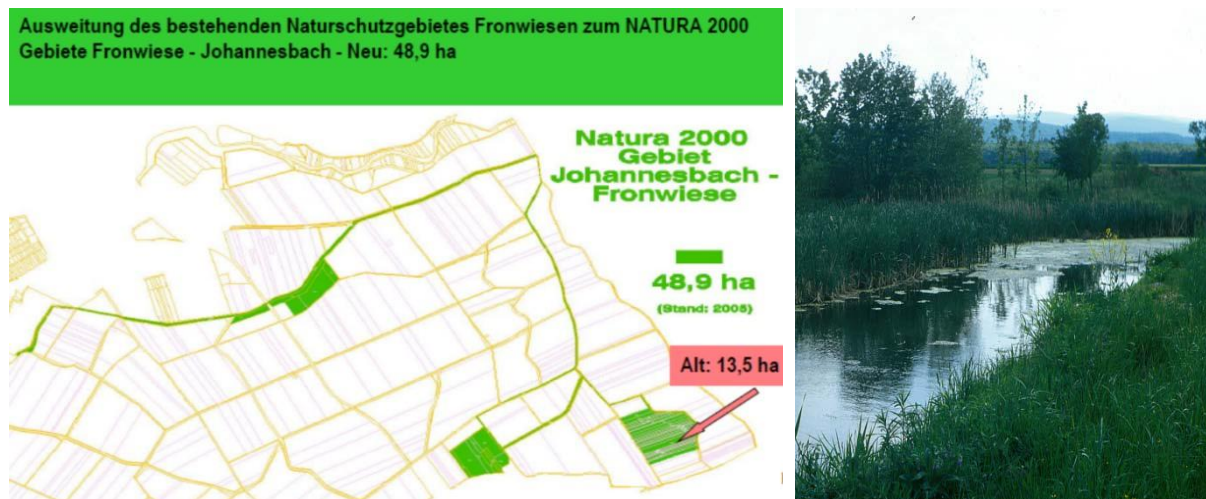 Ausweitung des bestehenden Naturschutzgebietes Fronwiesen zum NATURA 2000
Gebiete Fronwiese - Johannesbach - Neu: 48,9 ha
Natura 2000
Gebiet
Johannesbach -
Fronwiese
48,9 ha
(Stand: 2005)
Alt: 13,5 ha